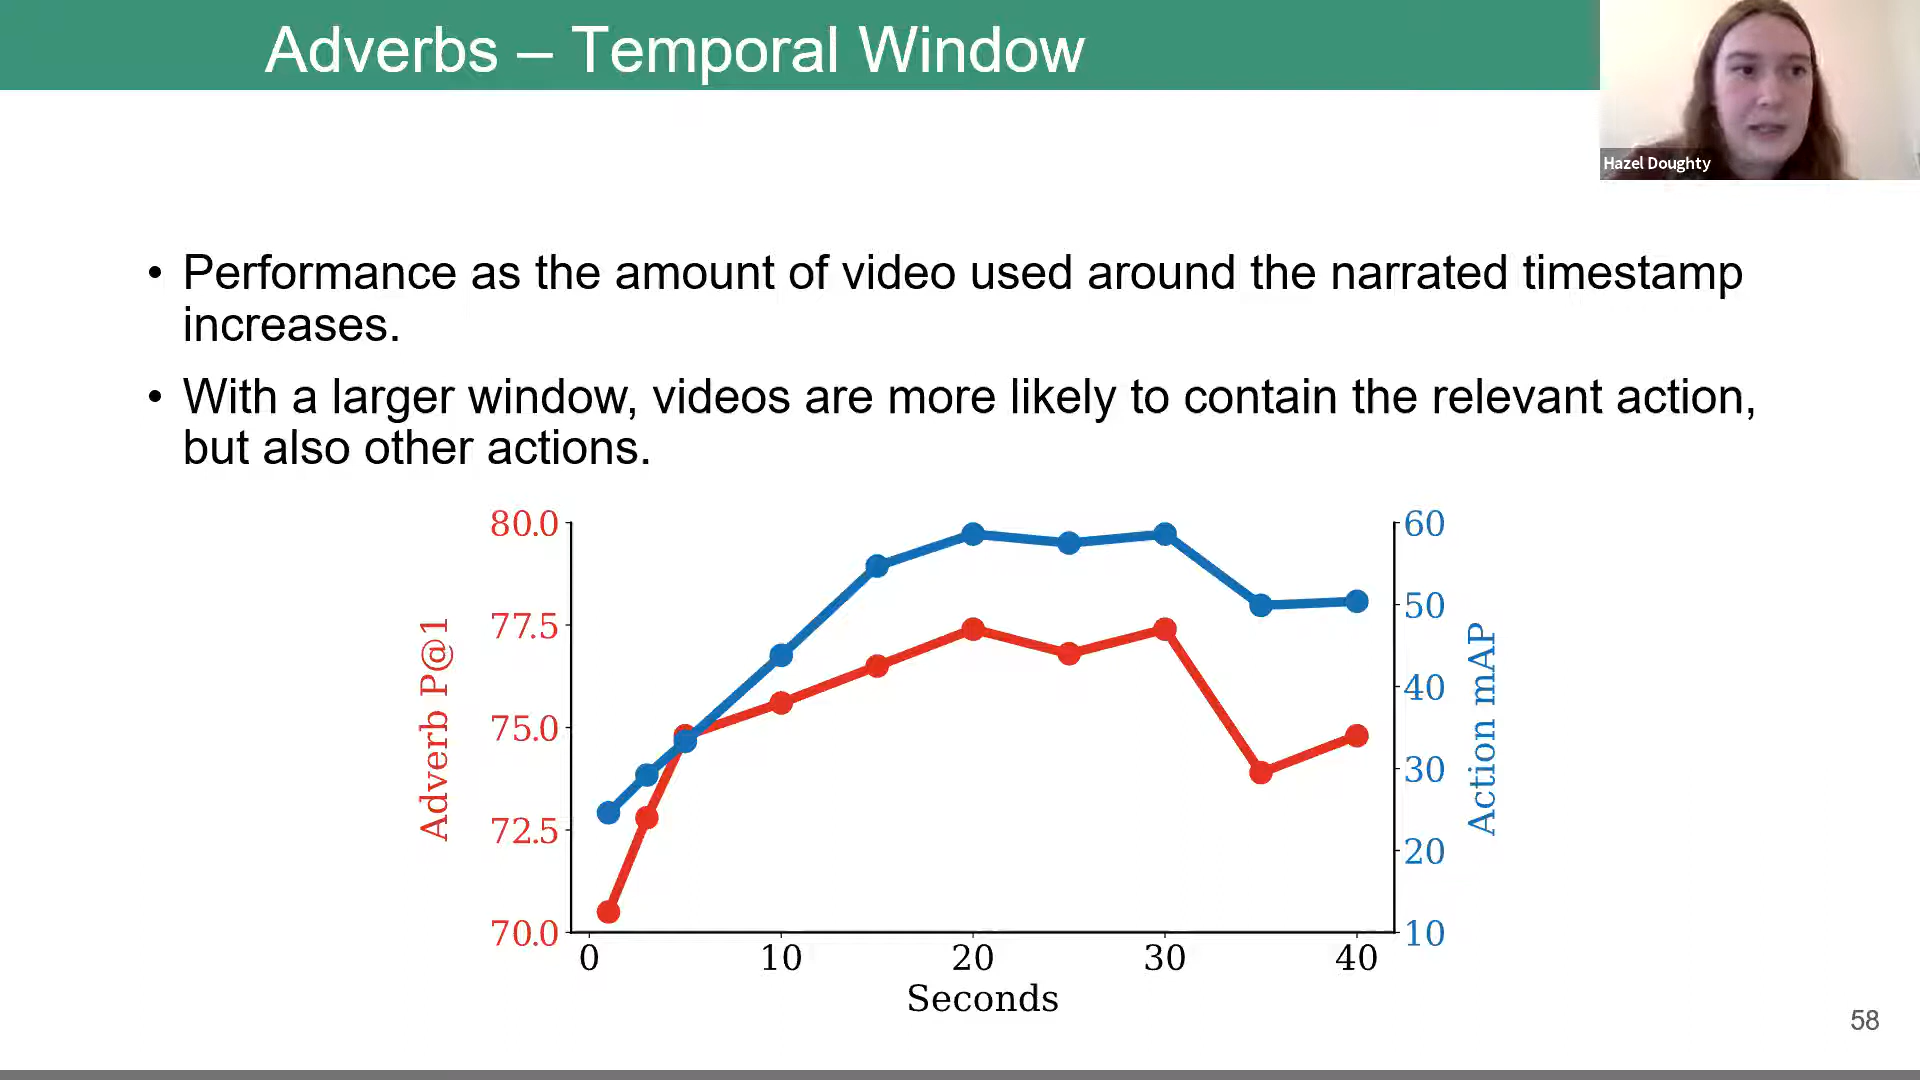 Adverbs – Temporal Window
Hazel Doughty
• Performance as the amount of video used around the narrated timestamp
increases.
• With a larger window, videos are more likely to contain the relevant action,
but also other actions.
80.0
77.5
75.0
72.5
70.0
Adverb P@1
60
50
40
30
20
10
Action mAP
0 10 20 30 40
Seconds
58